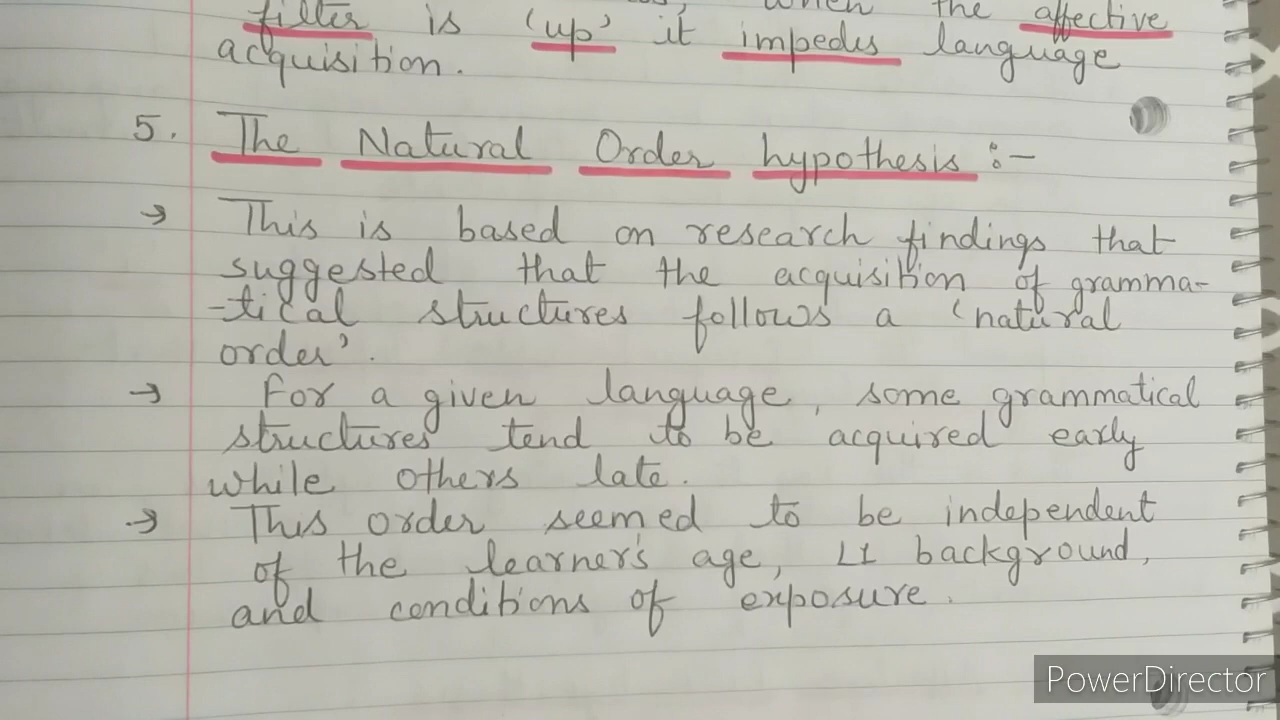 when the affective
filter is 'up' it impedes language
acquisition.
5. The Natural Order hypothesis :-
→ This is based on research findings that
suggested that the acquisition of gramma-
-tical structures follows a 'natural
order'.
→ For a given language, some grammatical
structures tend to be acquired early
while others late.
→ This order seemed to be independent
of the learner's age, L1 background,
and conditions of exposure.
PowerDirector